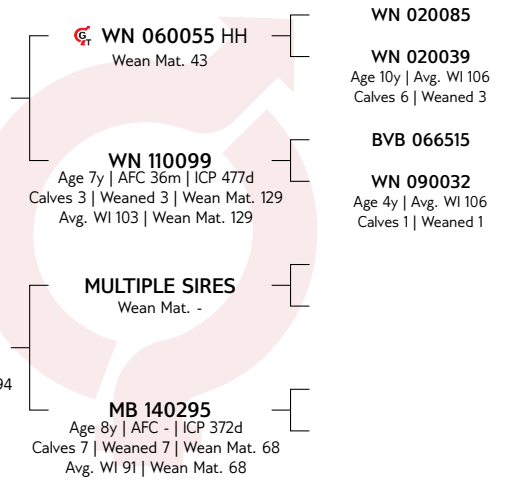 WN 020085
G T WN 060055 HH
Wean Mat. 43
WN 020039
Age 10y | Avg. WI 106
Calves 6 | Weaned 3
BVB 066515
WN 110099
Age 7y | AFC 36m | ICP 477d
Calves 3 | Weaned 3 | Wean Mat. 129
Avg. WI 103 | Wean Mat. 129
WN 090032
Age 4y | Avg. WI 106
Calves 1 | Weaned 1
MULTIPLE SIRES
Wean Mat. -
94
MB 140295
Age 8y | AFC - | ICP 372d
Calves 7 | Weaned 7 | Wean Mat. 68
Avg. WI 91 | Wean Mat. 68